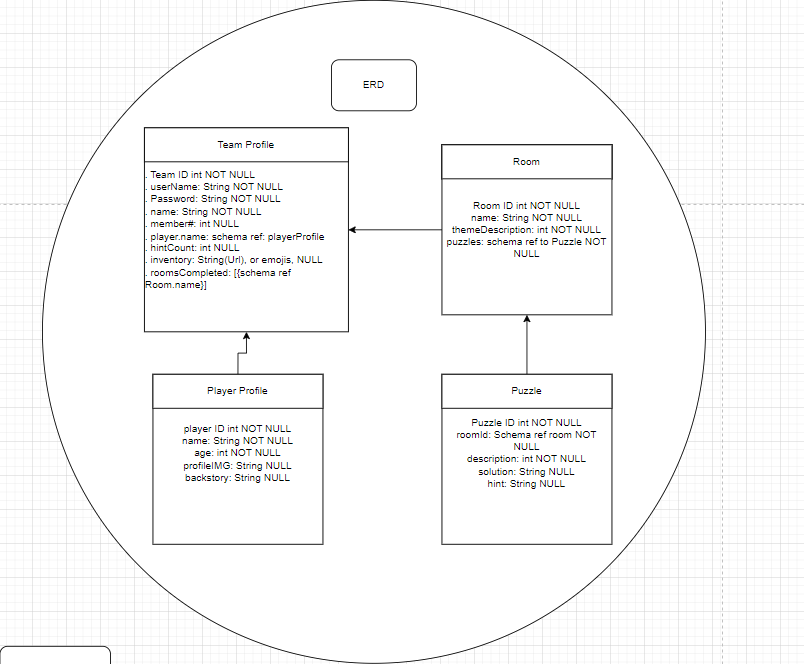 ERD
Team Profile
. Team ID int NOT NULL
. userName: String NOT NULL
. Password: String NOT NULL
. name: String NOT NULL
. member#: int NULL
. player.name: schema ref: playerProfile
. hintCount: int NULL
. inventory: String(Url), or emojis, NULL
. roomsCompleted: [{schema ref
Room.name}]
Room
Room ID int NOT NULL
name: String NOT NULL
themeDescription: int NOT NULL
puzzles: schema ref to Puzzle NOT
NULL
Player Profile
player ID int NOT NULL
name: String NOT NULL
age: int NOT NULL
profileIMG: String NULL
backstory: String NULL
Puzzle
Puzzle ID int NOT NULL
roomId: Schema ref room NOT
NULL
description: int NOT NULL
solution: String NULL
hint: String NULL